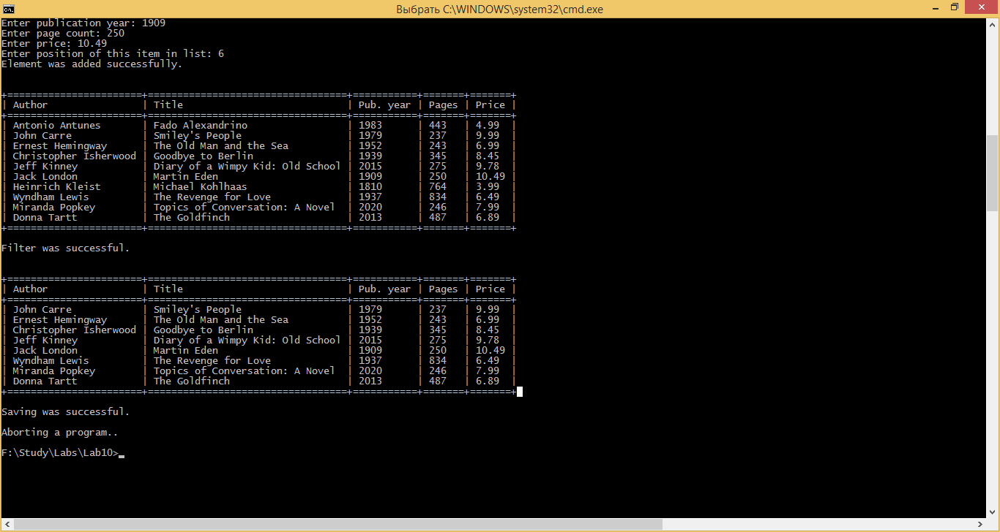 Выбрать C:\WINDOWS\system32\cmd.exe
Enter publication year: 1909
Enter page count: 250
Enter price: 10.49
Enter position of this item in list: 6
Element was added successfully.
+=======================+==================================+===========+=======+=======+
| Author                | Title                            | Pub. year | Pages | Price |
+=======================+==================================+===========+=======+=======+
| Antonio Antunes       | Fado Alexandrino                 | 1983      | 443   | 4.99  |
| John Carre            | Smiley's People                  | 1979      | 237   | 9.99  |
| Ernest Hemingway      | The Old Man and the Sea          | 1952      | 243   | 6.99  |
| Christopher Isherwood | Goodbye to Berlin                | 1939      | 345   | 8.45  |
| Jeff Kinney           | Diary of a Wimpy Kid: Old School | 2015      | 275   | 9.78  |
| Jack London           | Martin Eden                      | 1909      | 250   | 10.49 |
| Heinrich Kleist       | Michael Kohlhaas                 | 1810      | 764   | 3.99  |
| Wyndham Lewis         | The Revenge for Love             | 1937      | 834   | 6.49  |
| Miranda Popkey        | Topics of Conversation: A Novel  | 2020      | 246   | 7.99  |
| Donna Tartt           | The Goldfinch                    | 2013      | 487   | 6.89  |
+=======================+==================================+===========+=======+=======+
Filter was successful.
+=======================+==================================+===========+=======+=======+
| Author                | Title                            | Pub. year | Pages | Price |
+=======================+==================================+===========+=======+=======+
| John Carre            | Smiley's People                  | 1979      | 237   | 9.99  |
| Ernest Hemingway      | The Old Man and the Sea          | 1952      | 243   | 6.99  |
| Christopher Isherwood | Goodbye to Berlin                | 1939      | 345   | 8.45  |
| Jeff Kinney           | Diary of a Wimpy Kid: Old School | 2015      | 275   | 9.78  |
| Jack London           | Martin Eden                      | 1909      | 250   | 10.49 |
| Wyndham Lewis         | The Revenge for Love             | 1937      | 834   | 6.49  |
| Miranda Popkey        | Topics of Conversation: A Novel  | 2020      | 246   | 7.99  |
| Donna Tartt           | The Goldfinch                    | 2013      | 487   | 6.89  |
+=======================+==================================+===========+=======+=======+
Saving was successful.
Aborting a program..
F:\Study\Labs\Lab10>